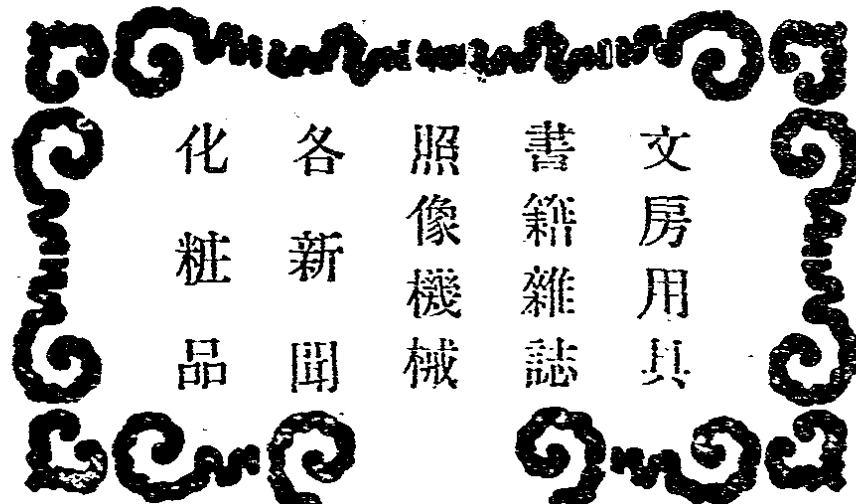 文房用具
書籍雜誌
照像機械
各新聞
化粧品